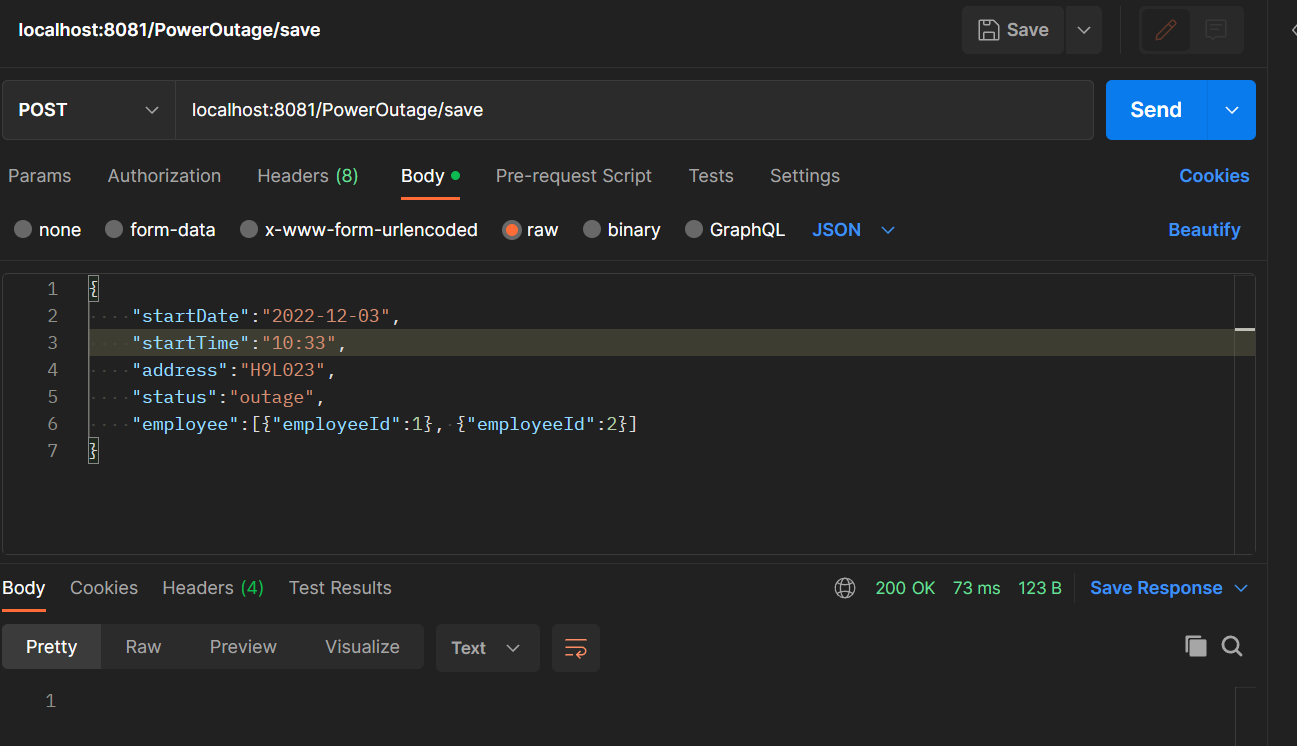 localhost:8081/PowerOutage/save
Save
POST
localhost:8081/PowerOutage/save
Send
Params Authorization Headers (8) Body Pre-request Script Tests Settings Cookies
none form-data x-www-form-urlencoded raw binary GraphQL JSON Beautify
1 {
2 "startDate":"2022-12-03",
3 "startTime":"10:33",
4 "address":"H9L023",
5 "status":"outage",
6 "employee":[{"employeeId":1}, {"employeeId":2}]
7 }
Body Cookies Headers (4) Test Results 200 OK 73 ms 123 B Save Response
Pretty Raw Preview Visualize Text
1